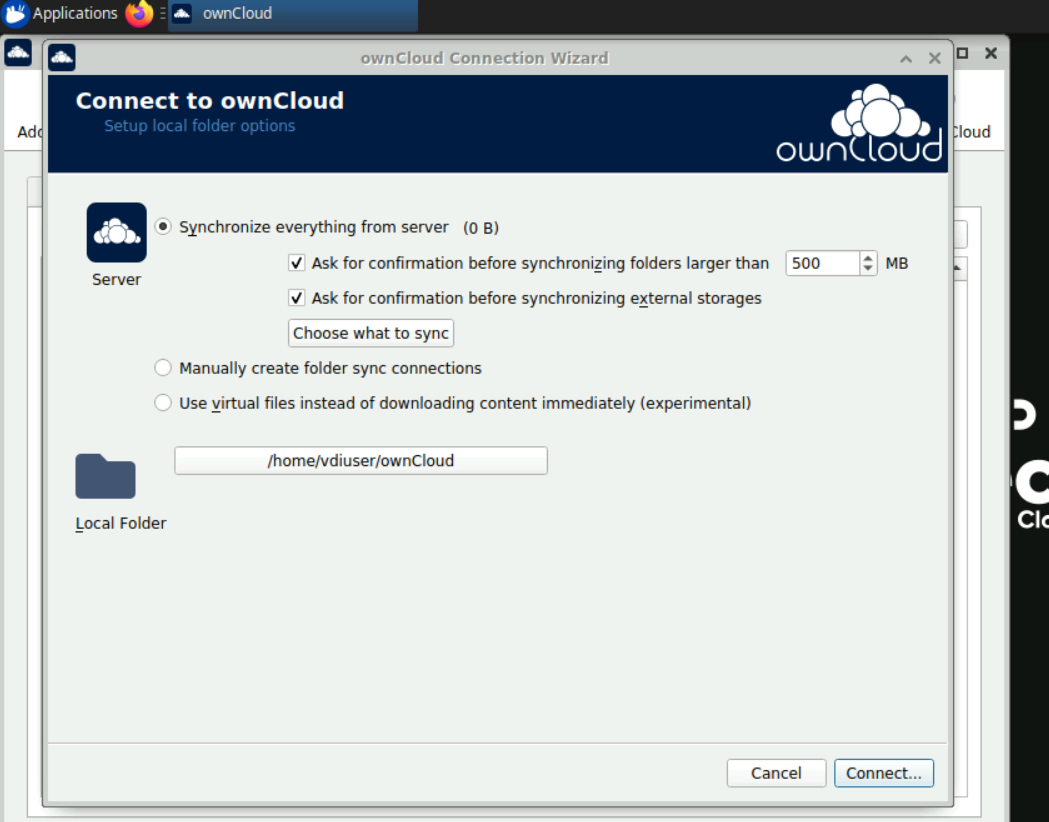 Applications
ownCloud
ownCloud Connection Wizard
Connect to ownCloud
Setup local folder options
ownCloud
Add
Cloud
Synchronize everything from server (0 B)
Server
Ask for confirmation before synchronizing folders larger than 500 MB
Ask for confirmation before synchronizing external storages
Choose what to sync
Manually create folder sync connections
Use virtual files instead of downloading content immediately (experimental)
/home/vdiuser/ownCloud
Local Folder
Clo
Cancel
Connect...